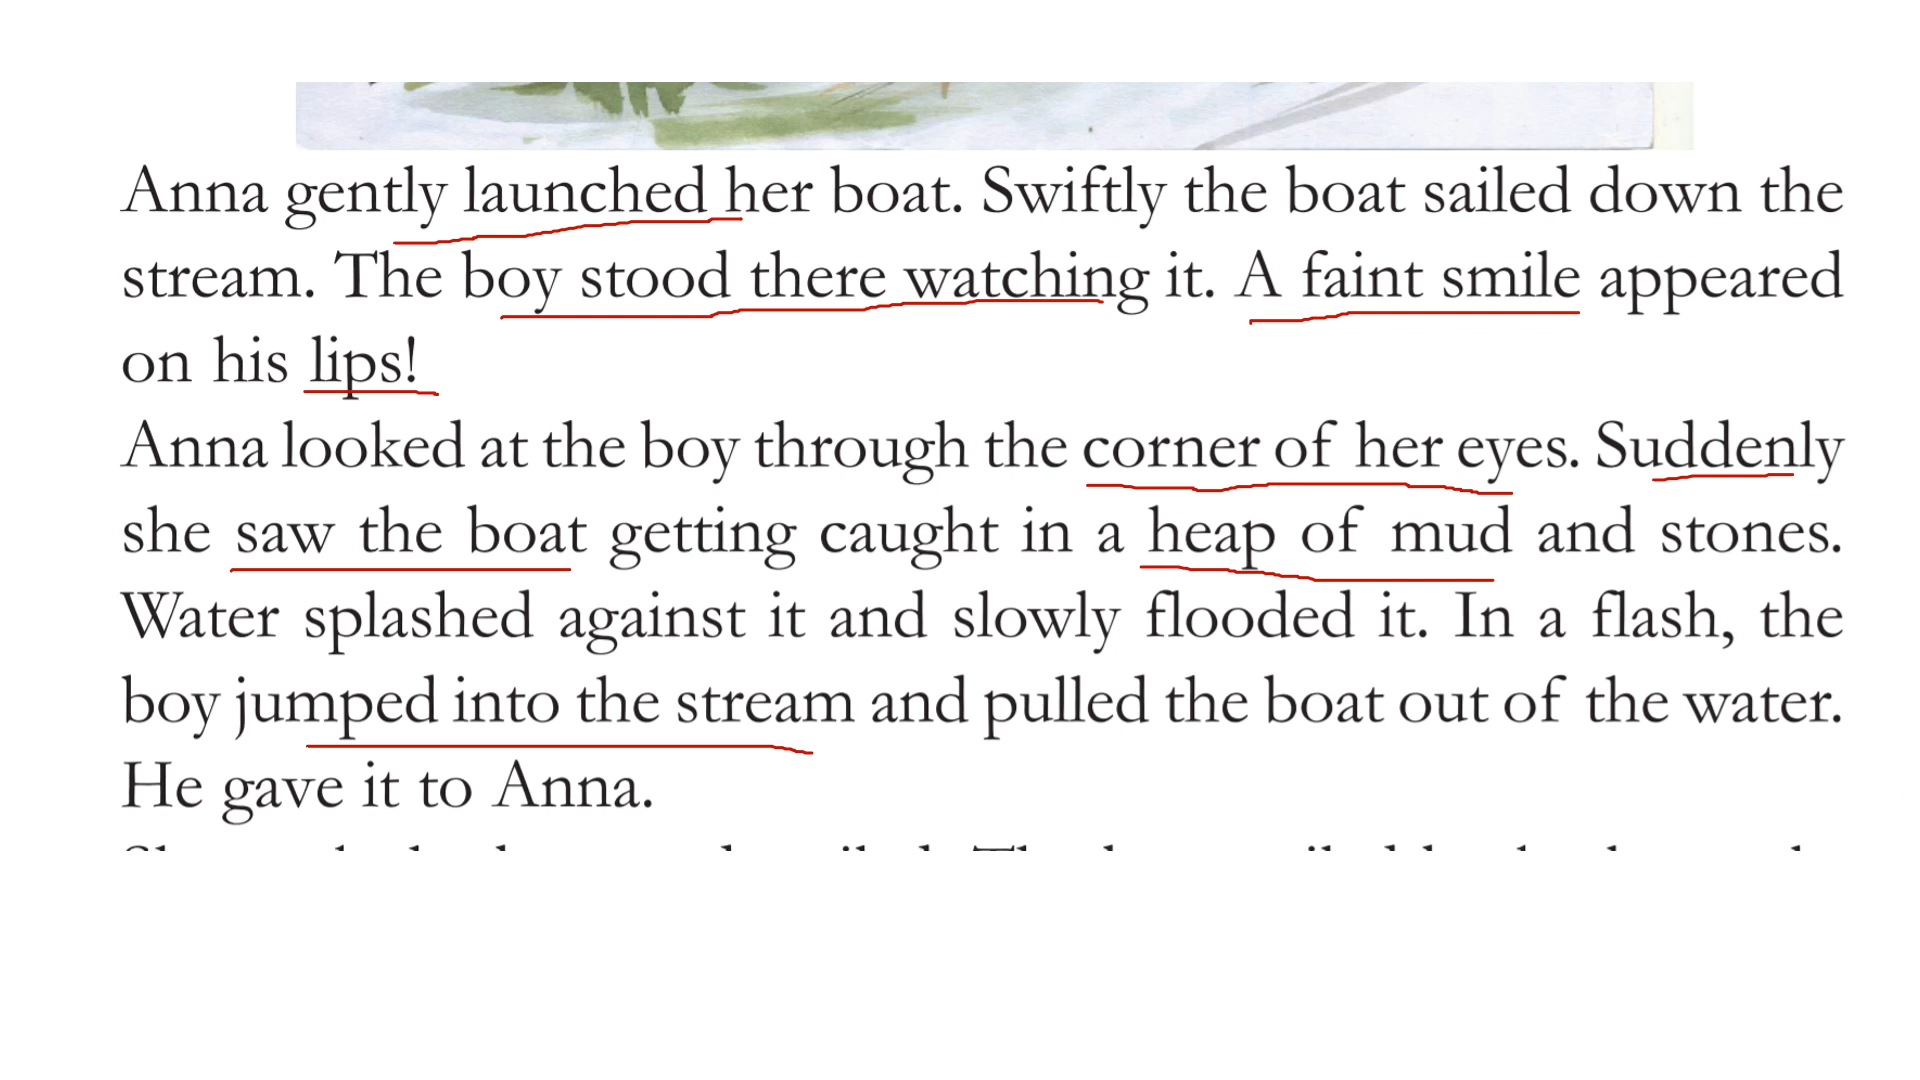 Anna gently launched her boat. Swiftly the boat sailed down the
stream. The boy stood there watching it. A faint smile appeared
on his lips!
Anna looked at the boy through the corner of her eyes. Suddenly
she saw the boat getting caught in a heap of mud and stones.
Water splashed against it and slowly flooded it. In a flash, the
boy jumped into the stream and pulled the boat out of the water.
He gave it to Anna.